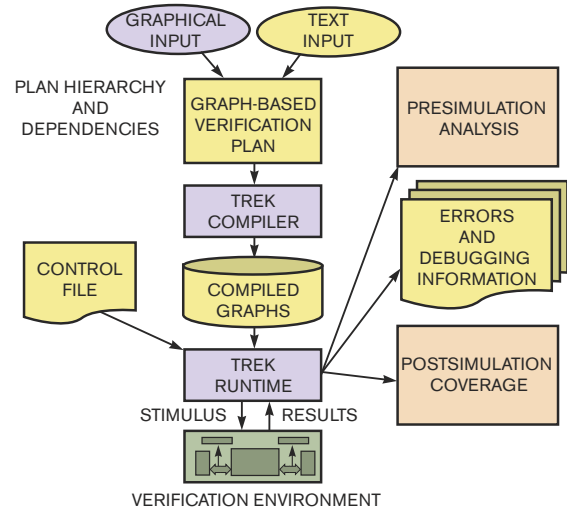 GRAPHICAL
INPUT
TEXT
INPUT
PLAN HIERARCHY
AND
DEPENDENCIES
GRAPH-BASED
VERIFICATION
PLAN
PRESIMULATION
ANALYSIS
TREK
COMPILER
ERRORS
AND
DEBUGGING
INFORMATION
CONTROL
FILE
COMPILED
GRAPHS
TREK
RUNTIME
POSTSIMULATION
COVERAGE
STIMULUS
RESULTS
VERIFICATION ENVIRONMENT